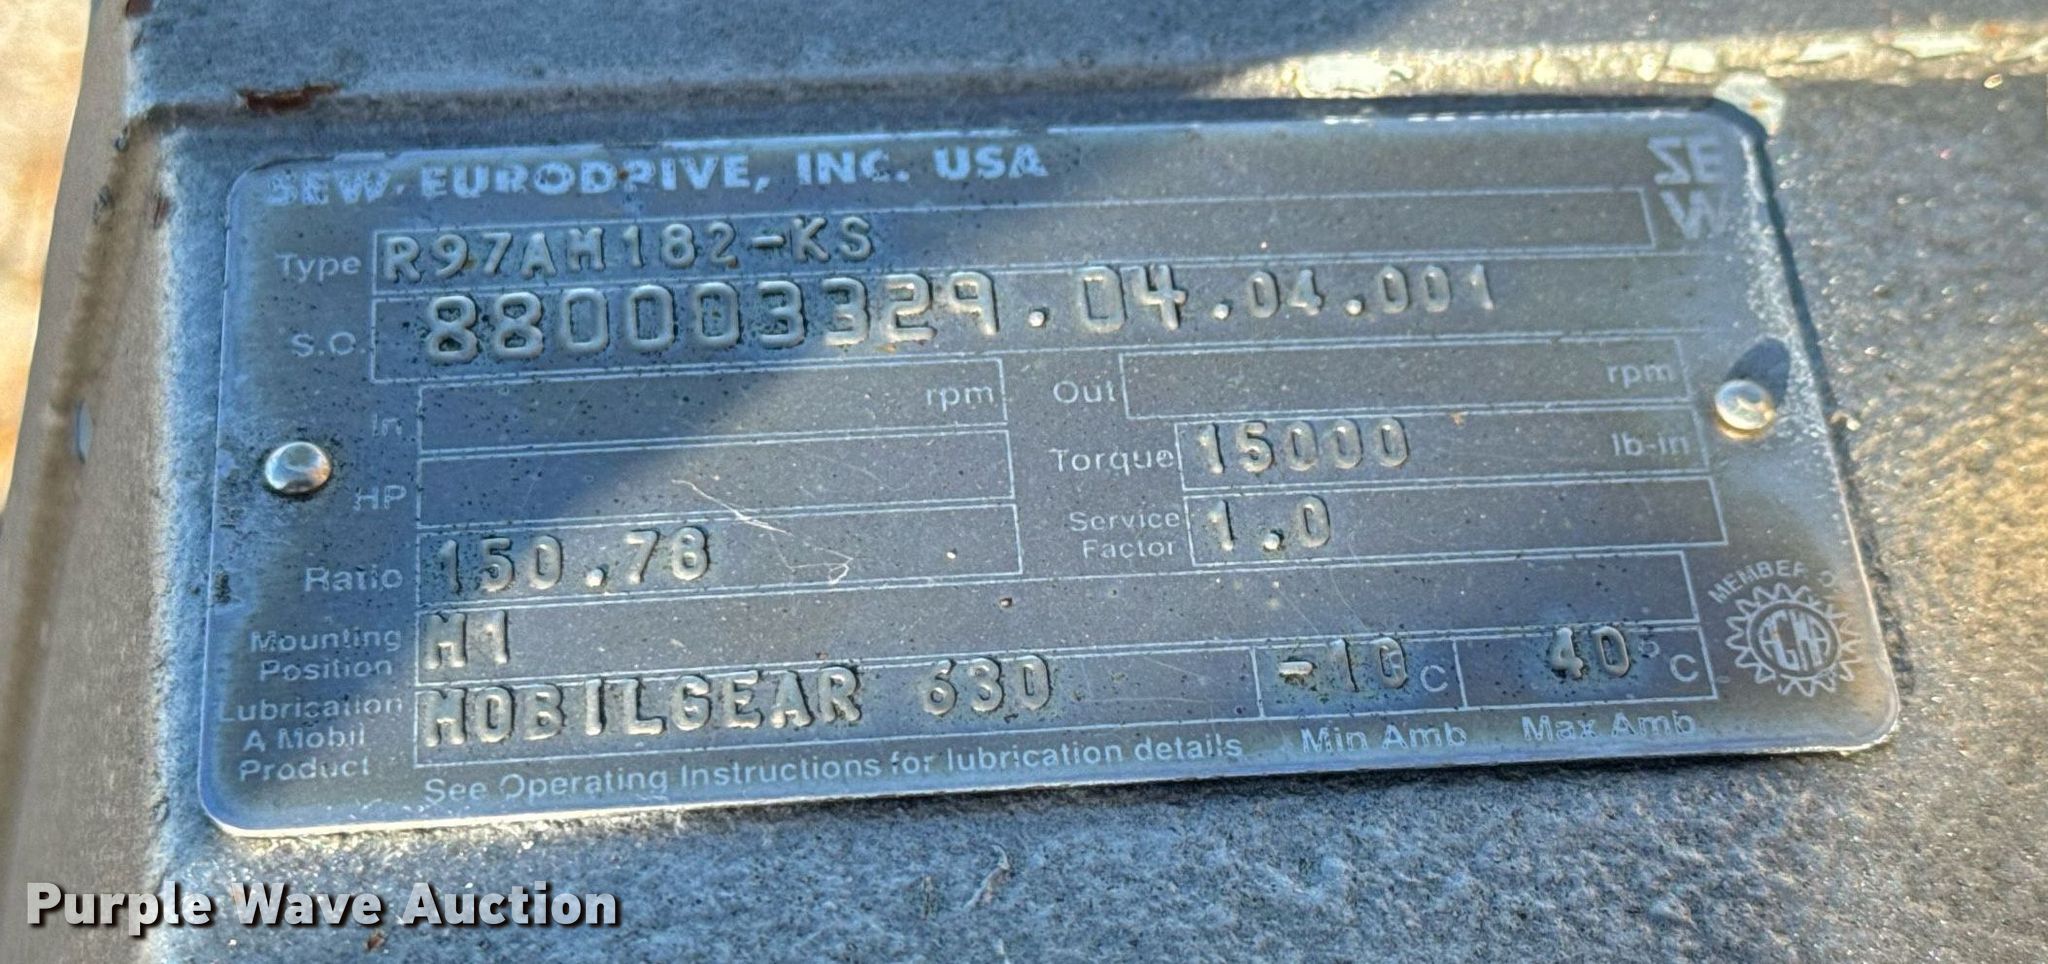 SEW-EURODRIVE, INC. USA
SEW
Type R97AM182-KS
S.O. 880003329.04.04.001
In rpm Out rpm
HP Torque 15000 lb-in
Ratio 150.78 Service Factor 1.0
Mounting Position M1
Lubrication A Mobil Product MOBILGEAR 630 -10 C 40 C
Min Amb Max Amb
See Operating Instructions for lubrication details
MEMBER
AGMA
Purple Wave Auction